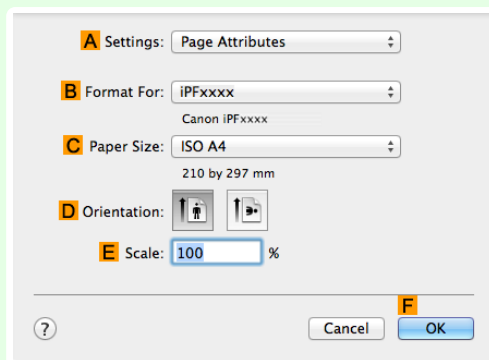 A Settings: Page Attributes
B Format For: iPFxxxx
Canon iPFxxxx
C Paper Size: ISO A4
210 by 297 mm
D Orientation:
E Scale: 100 %
F
? Cancel OK